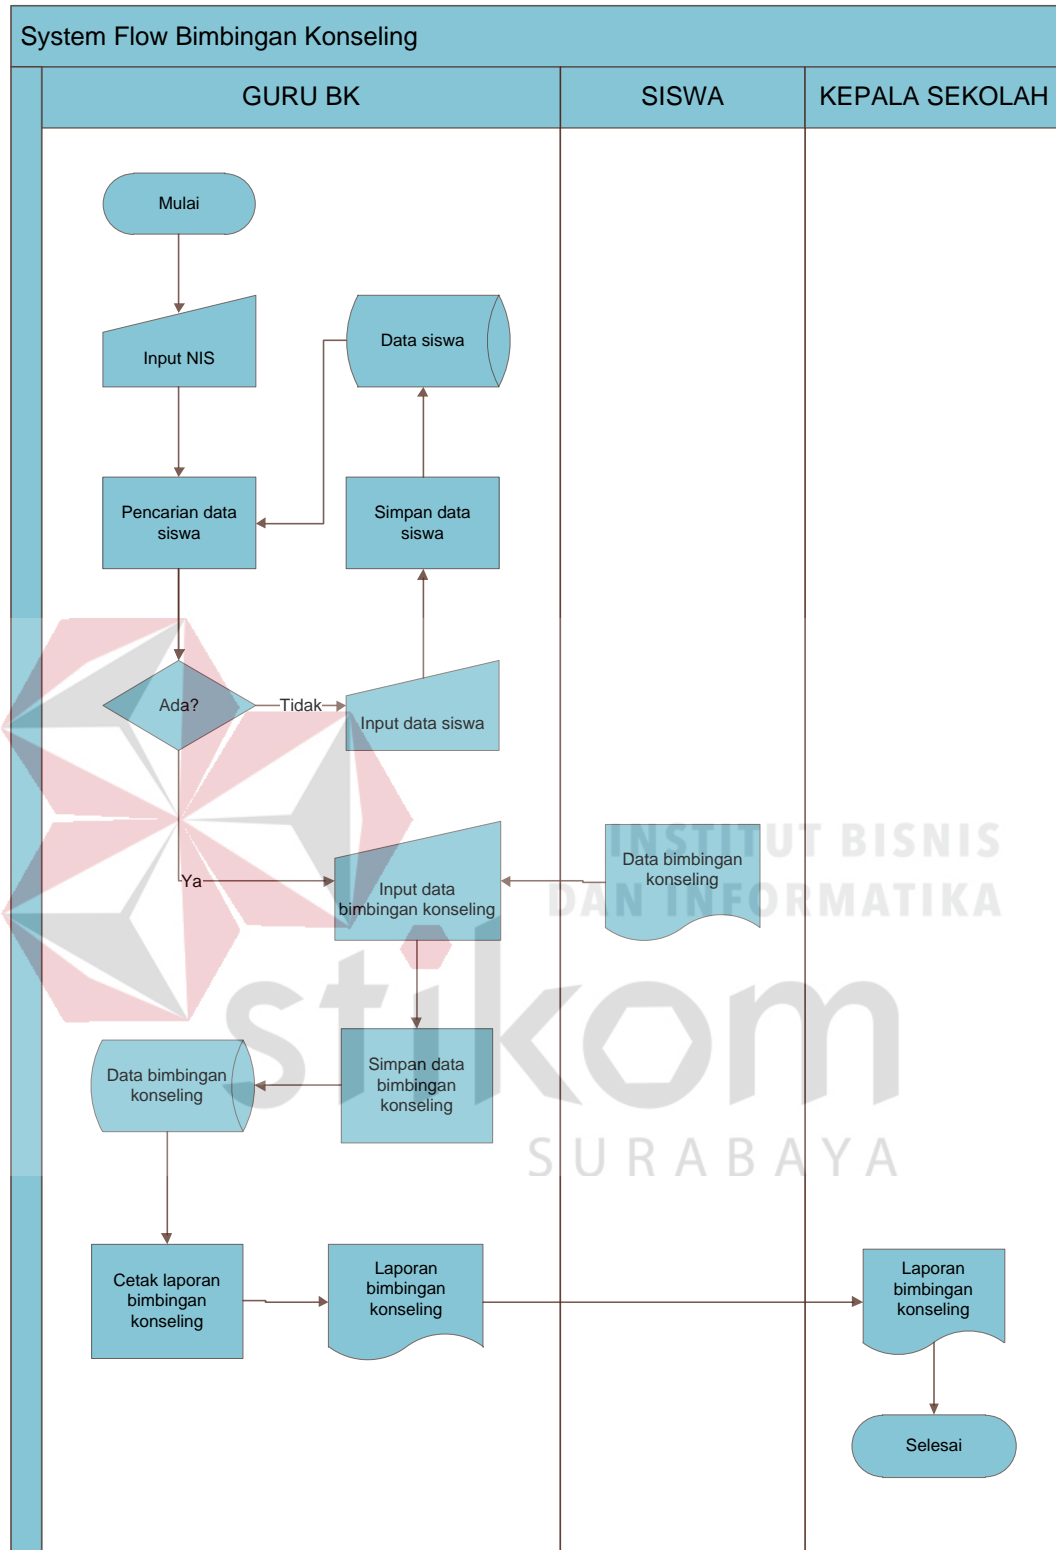 System Flow Bimbingan Konseling
GURU BK
SISWA
KEPALA SEKOLAH
Mulai
Input NIS
Data siswa
Pencarian data
siswa
Simpan data
siswa
Ada?
Tidak
Input data siswa
Ya
Input data
bimbingan konseling
Data bimbingan
konseling
INSTITUT BISNIS
DAN INFORMATIKA
stikom
SURABAYA
Data bimbingan
konseling
Simpan data
bimbingan
konseling
Cetak laporan
bimbingan
konseling
Laporan
bimbingan
konseling
Laporan
bimbingan
konseling
Selesai